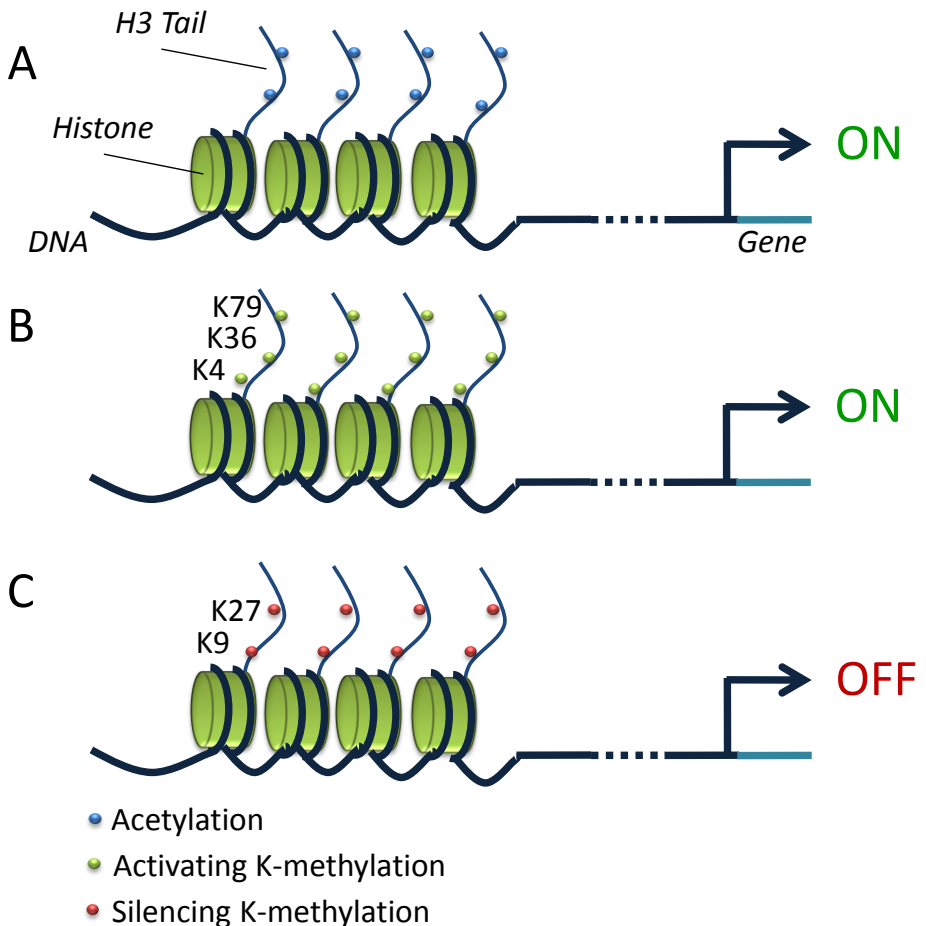 H3 Tail
A
Histone
ON
DNA
Gene
B
K79
K36
K4
ON
C
K27
K9
OFF
Acetylation
Activating K-methylation
Silencing K-methylation